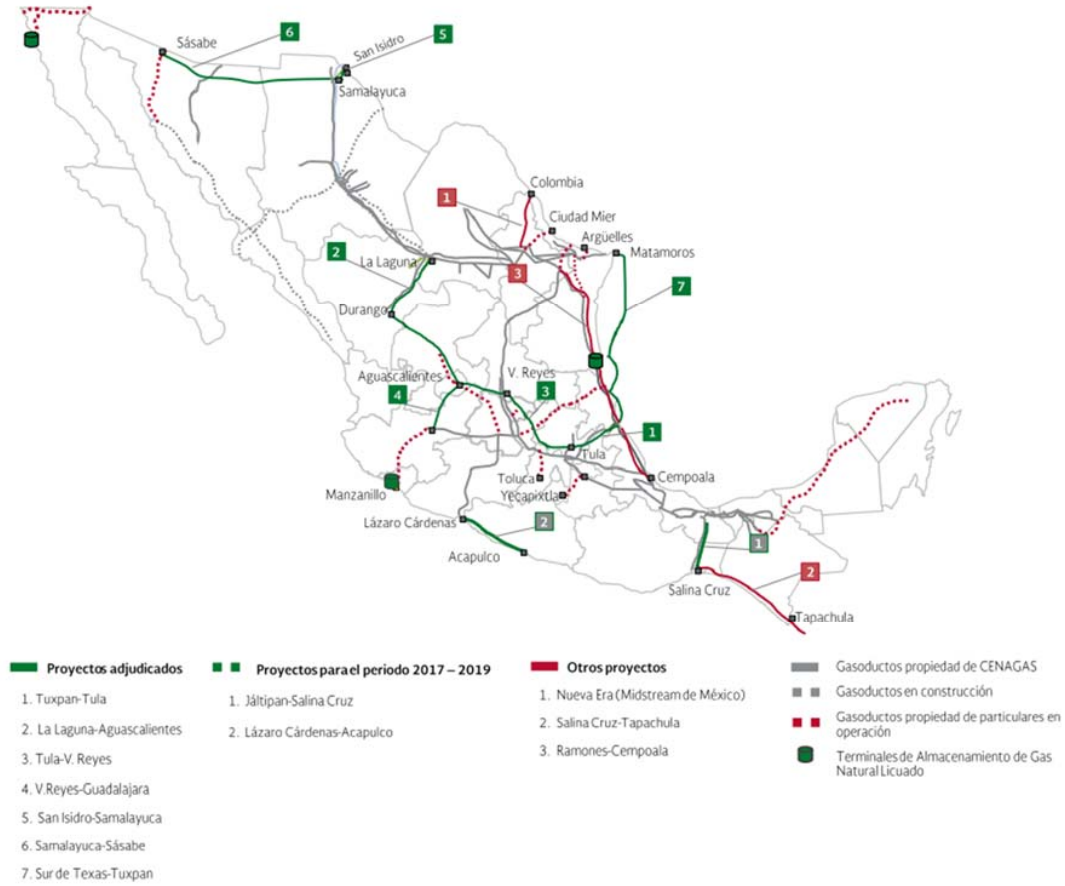 Sásabe
6
San Isidro
5
Samalayuca
1
Colombia
Ciudad Mier
Argüelles
Matamoros
2
La Laguna
3
7
Durango
Aguascalientes
V. Reyes
4
3
1
Tula
Toluca
Cempoala
Yecapixtla
Manzanillo
Lázaro Cárdenas
2
Acapulco
1
Salina Cruz
2
Tapachula
Proyectos adjudicados
1. Tuxpan-Tula
2. La Laguna-Aguascalientes
3. Tula-V. Reyes
4. V.Reyes-Guadalajara
5. San Isidro-Samalayuca
6. Samalayuca-Sásabe
7. Sur de Texas-Tuxpan
Proyectos para el periodo 2017 – 2019
1. Jáltipan-Salina Cruz
2. Lázaro Cárdenas-Acapulco
Otros proyectos
1. Nueva Era (Midstream de México)
2. Salina Cruz-Tapachula
3. Ramones-Cempoala
Gasoductos propiedad de CENAGAS
Gasoductos en construcción
Gasoductos propiedad de particulares en
operación
Terminales de Almacenamiento de Gas
Natural Licuado